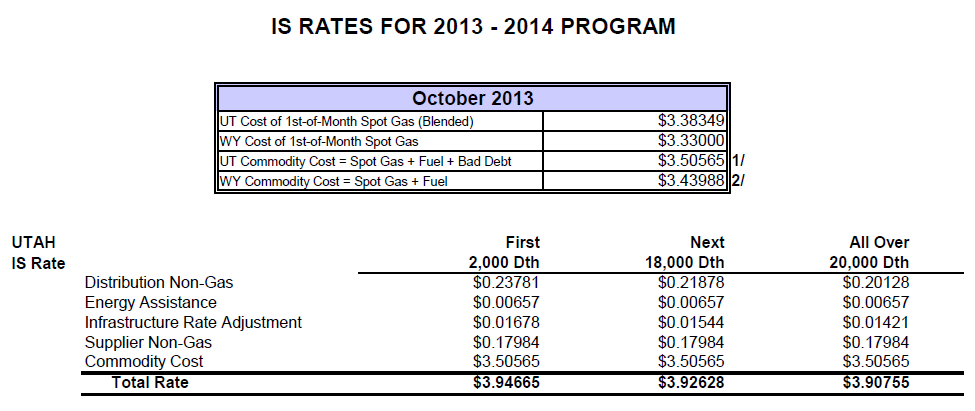 IS RATES FOR 2013 - 2014 PROGRAM
October 2013
UT Cost of 1st-of-Month Spot Gas (Blended) $3.38349
WY Cost of 1st-of-Month Spot Gas $3.33000
UT Commodity Cost = Spot Gas + Fuel + Bad Debt $3.50565 1/
WY Commodity Cost = Spot Gas + Fuel $3.43988 2/
UTAH First Next All Over
IS Rate 2,000 Dth 18,000 Dth 20,000 Dth
Distribution Non-Gas $0.23781 $0.21878 $0.20128
Energy Assistance $0.00657 $0.00657 $0.00657
Infrastructure Rate Adjustment $0.01678 $0.01544 $0.01421
Supplier Non-Gas $0.17984 $0.17984 $0.17984
Commodity Cost $3.50565 $3.50565 $3.50565
Total Rate $3.94665 $3.92628 $3.90755